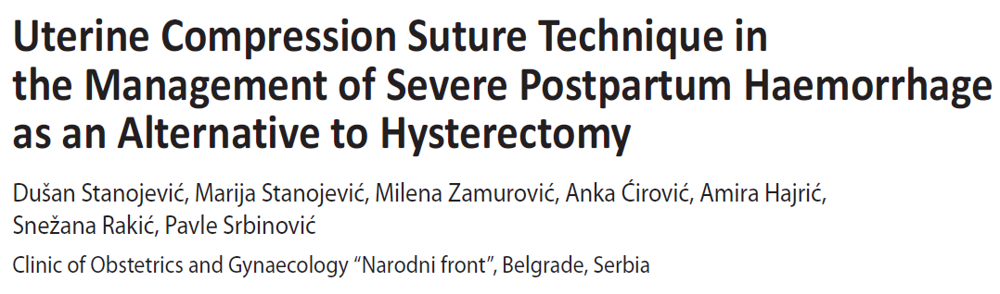 Uterine Compression Suture Technique in
the Management of Severe Postpartum Haemorrhage
as an Alternative to Hysterectomy
Dušan Stanojević, Marija Stanojević, Milena Zamurović, Anka Ćirović, Amira Hajrić,
Snežana Rakić, Pavle Srbinović
Clinic of Obstetrics and Gynaecology “Narodni front”, Belgrade, Serbia